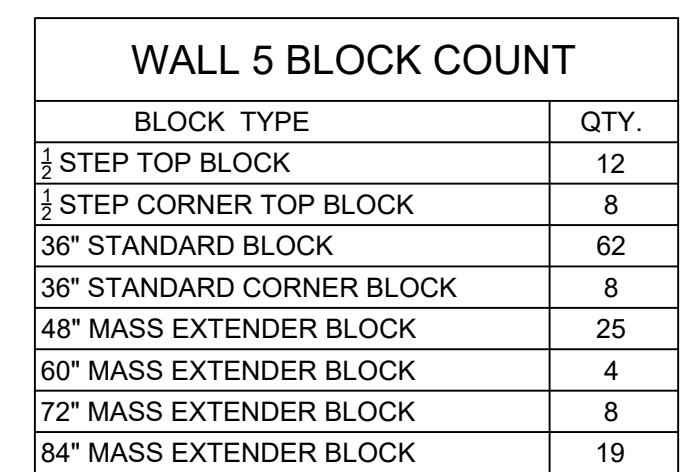 WALL 5 BLOCK COUNT
BLOCK TYPE QTY.
½ STEP TOP BLOCK 12
½ STEP CORNER TOP BLOCK 8
36" STANDARD BLOCK 62
36" STANDARD CORNER BLOCK 8
48" MASS EXTENDER BLOCK 25
60" MASS EXTENDER BLOCK 4
72" MASS EXTENDER BLOCK 8
84" MASS EXTENDER BLOCK 19